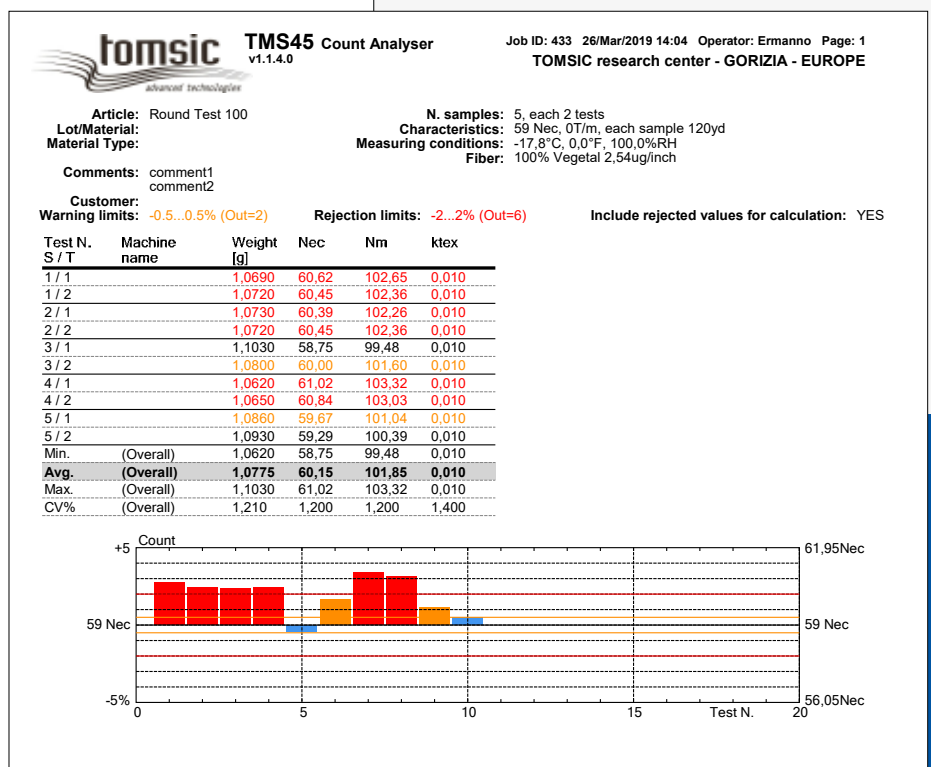 tomsic
advanced technologies
TMS45 Count Analyser
v1.1.4.0
Job ID: 433 26/Mar/2019 14:04 Operator: Ermanno Page: 1
TOMSIC research center - GORIZIA - EUROPE
Article: Round Test 100
Lot/Material:
Material Type:
Comments: comment1
comment2
Customer:
N. samples: 5, each 2 tests
Characteristics: 59 Nec, 0T/m, each sample 120yd
Measuring conditions: -17,8°C, 0,0°F, 100,0%RH
Fiber: 100% Vegetal 2,54ug/inch
Warning limits: -0.5...0.5% (Out=2) Rejection limits: -2...2% (Out=6) Include rejected values for calculation: YES
Test N. Machine Weight Nec Nm ktex
S / T name [g]
1 / 1 1,0690 60,62 102,65 0,010
1 / 2 1,0720 60,45 102,36 0,010
2 / 1 1,0730 60,39 102,26 0,010
2 / 2 1,0720 60,45 102,36 0,010
3 / 1 1,1030 58,75 99,48 0,010
3 / 2 1,0800 60,00 101,60 0,010
4 / 1 1,0620 61,02 103,32 0,010
4 / 2 1,0650 60,84 103,03 0,010
5 / 1 1,0860 59,67 101,04 0,010
5 / 2 1,0930 59,29 100,39 0,010
Min. (Overall) 1,0620 58,75 99,48 0,010
Avg. (Overall) 1,0775 60,15 101,85 0,010
Max. (Overall) 1,1030 61,02 103,32 0,010
CV% (Overall) 1,210 1,200 1,200 1,400
Count
+5 61,95Nec
59 Nec 59 Nec
-5% 56,05Nec
0 5 10 15 Test N. 20